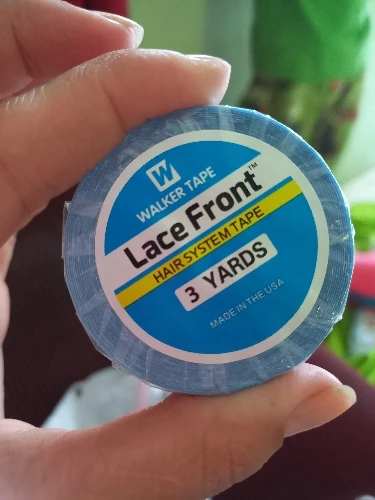 W
WALKER TAPE
Lace Front™
HAIR SYSTEM TAPE
3 YARDS
MADE IN THE USA